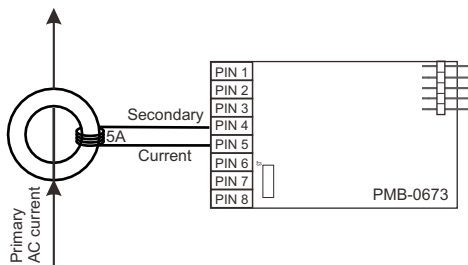 PIN 1
PIN 2
PIN 3
Secondary
PIN 4
5A
Current
PIN 5
PIN 6
PIN 7
PIN 8
PMB-0673
Primary
AC current